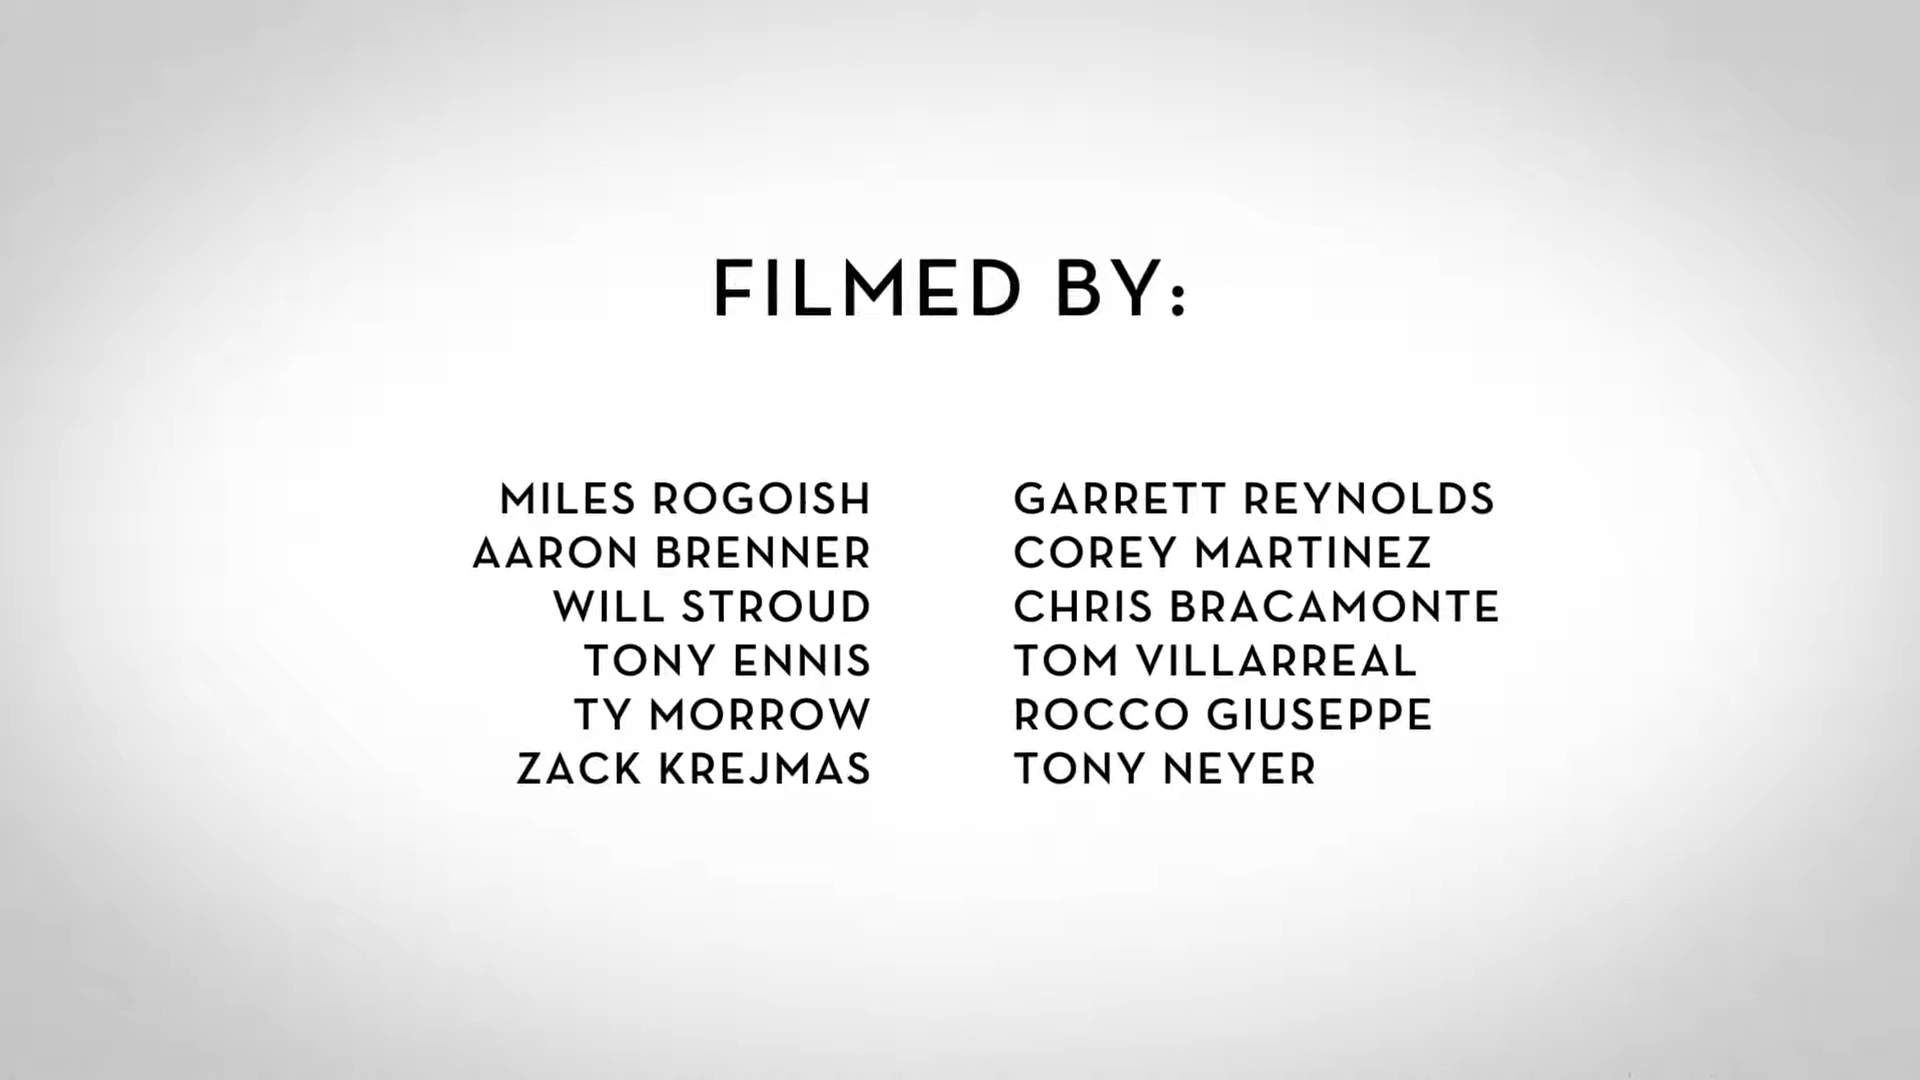 FILMED BY:
MILES ROGOISH
AARON BRENNER
WILL STROUD
TONY ENNIS
TY MORROW
ZACK KREJMAS
GARRETT REYNOLDS
COREY MARTINEZ
CHRIS BRACAMONTE
TOM VILLARREAL
ROCCO GIUSEPPE
TONY NEYER